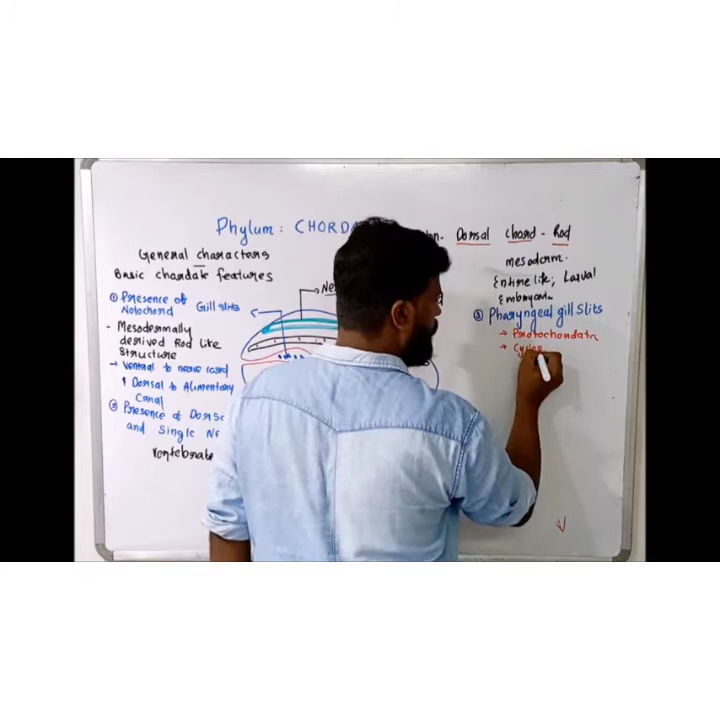 Phylum: CHORDA
Dorsal chord - Rod
General characters
Basic chordate features
① Presence of Notochord
Gill slits
Ne
- Mesodermally
derived Rod like
structure
→ Ventral to nerve cord
↑ Dorsal to Alimentary
Canal
② Presence of Dorsa
and Single Ne
Vertebrate
mesoderm.
Entire life; Larval
Embryonic
③ Pharyngeal gill slits
→ Protochordata
→ Cyclos